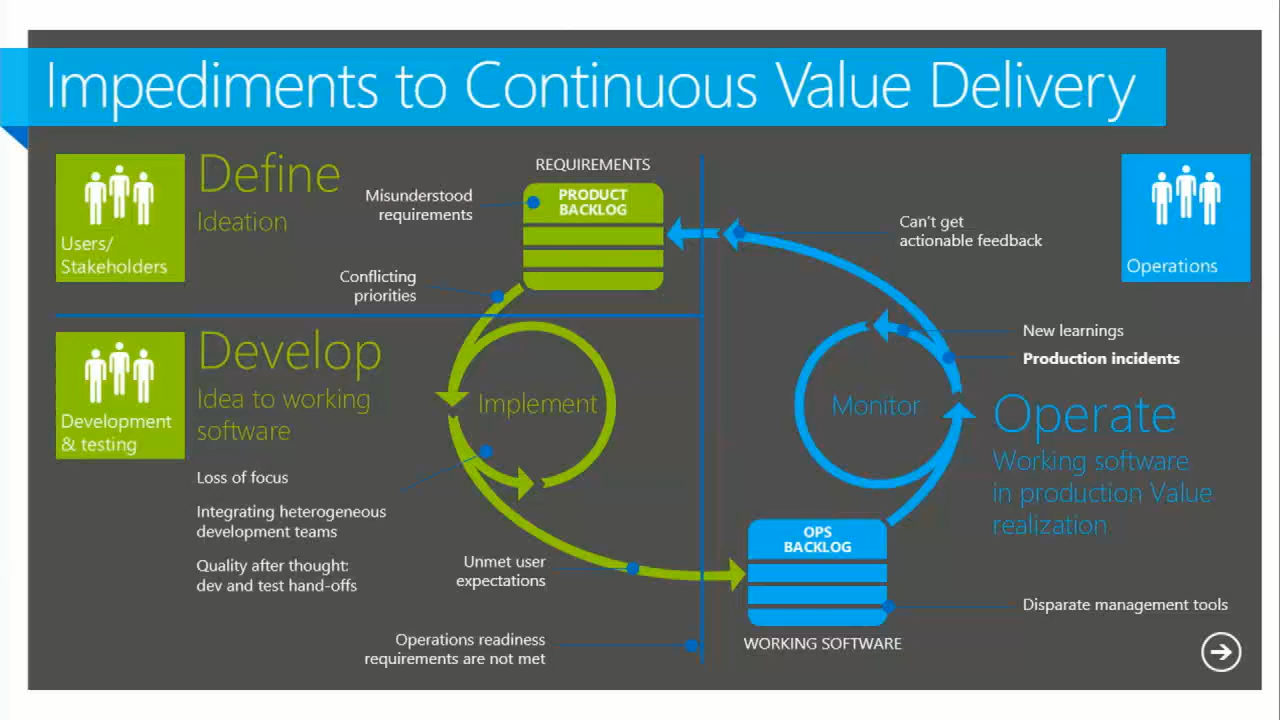 Impediments to Continuous Value Delivery
Users/
Stakeholders
Define
Ideation
Misunderstood
requirements
REQUIREMENTS
PRODUCT
BACKLOG
Can't get
actionable feedback
Operations
Conflicting
priorities
Development
& testing
Develop
Idea to working
software
Implement
Loss of focus
Integrating heterogeneous
development teams
Quality after thought:
dev and test hand-offs
Unmet user
expectations
Operations readiness
requirements are not met
Monitor
New learnings
Production incidents
Operate
Working software
in production Value
realization
OPS
BACKLOG
WORKING SOFTWARE
Disparate management tools